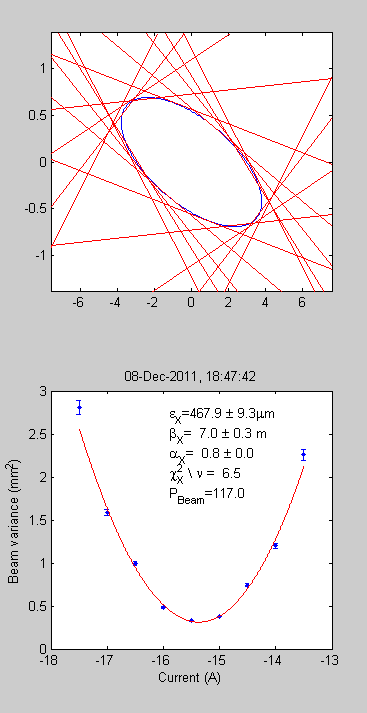 1
0.5
0
-0.5
-1
-6 -4 -2 0 2 4 6
08-Dec-2011, 18:47:42
3
2.5
2
1.5
1
0.5
0
Beam variance (mm²)
εX=467.9 ± 9.3μm
βX= 7.0 ± 0.3 m
αX= 0.8 ± 0.0
χ²X \ ν = 6.5
PBeam=117.0
-18 -17 -16 -15 -14 -13
Current (A)